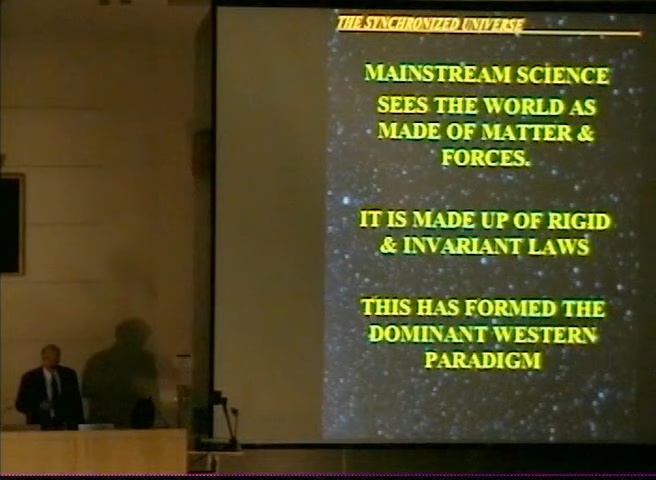 THE SYNCHRONIZED UNIVERSE
MAINSTREAM SCIENCE
SEES THE WORLD AS
MADE OF MATTER &
FORCES.
IT IS MADE UP OF RIGID
& INVARIANT LAWS
THIS HAS FORMED THE
DOMINANT WESTERN
PARADIGM